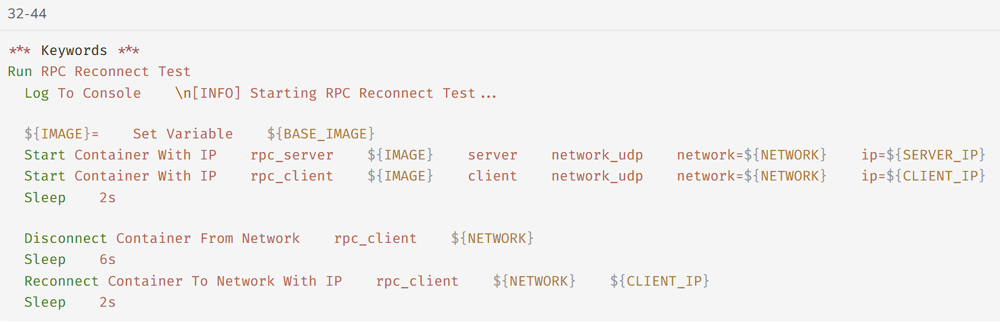 32-44
*** Keywords ***
Run RPC Reconnect Test
Log To Console    \n[INFO] Starting RPC Reconnect Test...
${IMAGE}=    Set Variable    ${BASE_IMAGE}
Start Container With IP    rpc_server    ${IMAGE}    server    network_udp    network=${NETWORK}    ip=${SERVER_IP}
Start Container With IP    rpc_client    ${IMAGE}    client    network_udp    network=${NETWORK}    ip=${CLIENT_IP}
Sleep    2s
Disconnect Container From Network    rpc_client    ${NETWORK}
Sleep    6s
Reconnect Container To Network With IP    rpc_client    ${NETWORK}    ${CLIENT_IP}
Sleep    2s